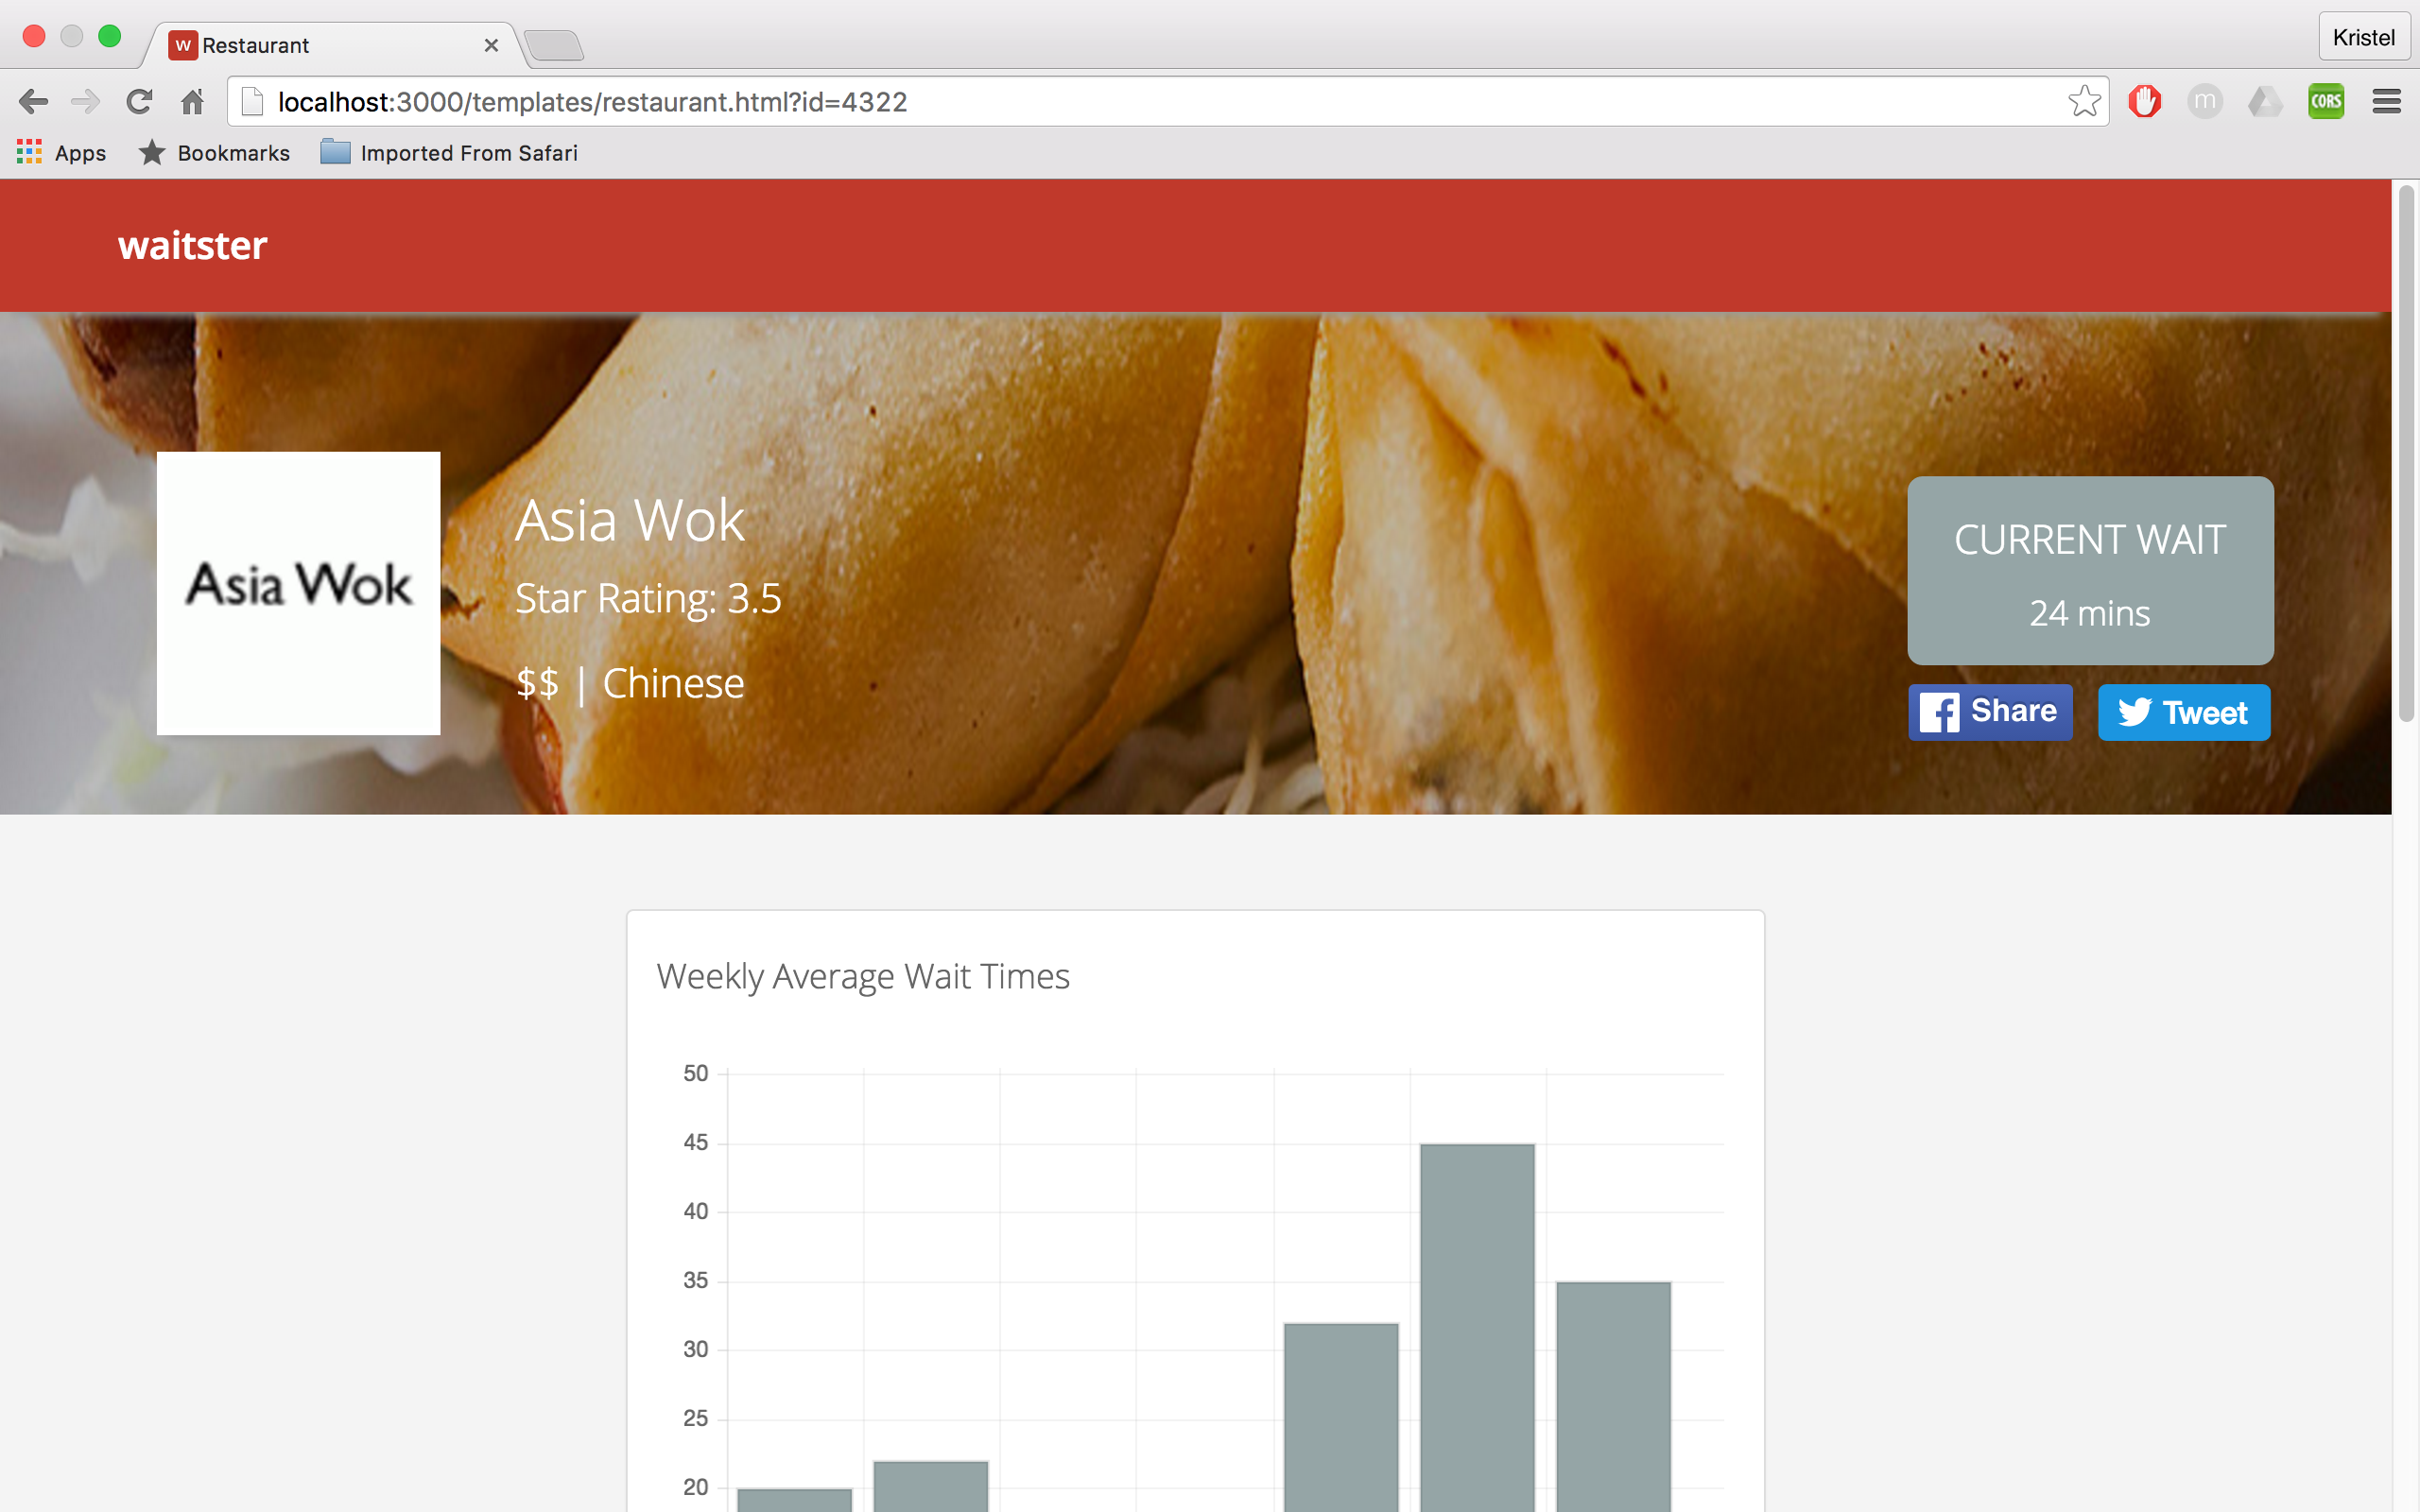 W Restaurant
Kristel
localhost:3000/templates/restaurant.html?id=4322
m
CORS
Apps
Bookmarks
Imported From Safari
waitster
Asia Wok
Asia Wok
Star Rating: 3.5
$$ | Chinese
CURRENT WAIT
24 mins
Share
Tweet
Weekly Average Wait Times
50
45
40
35
30
25
20